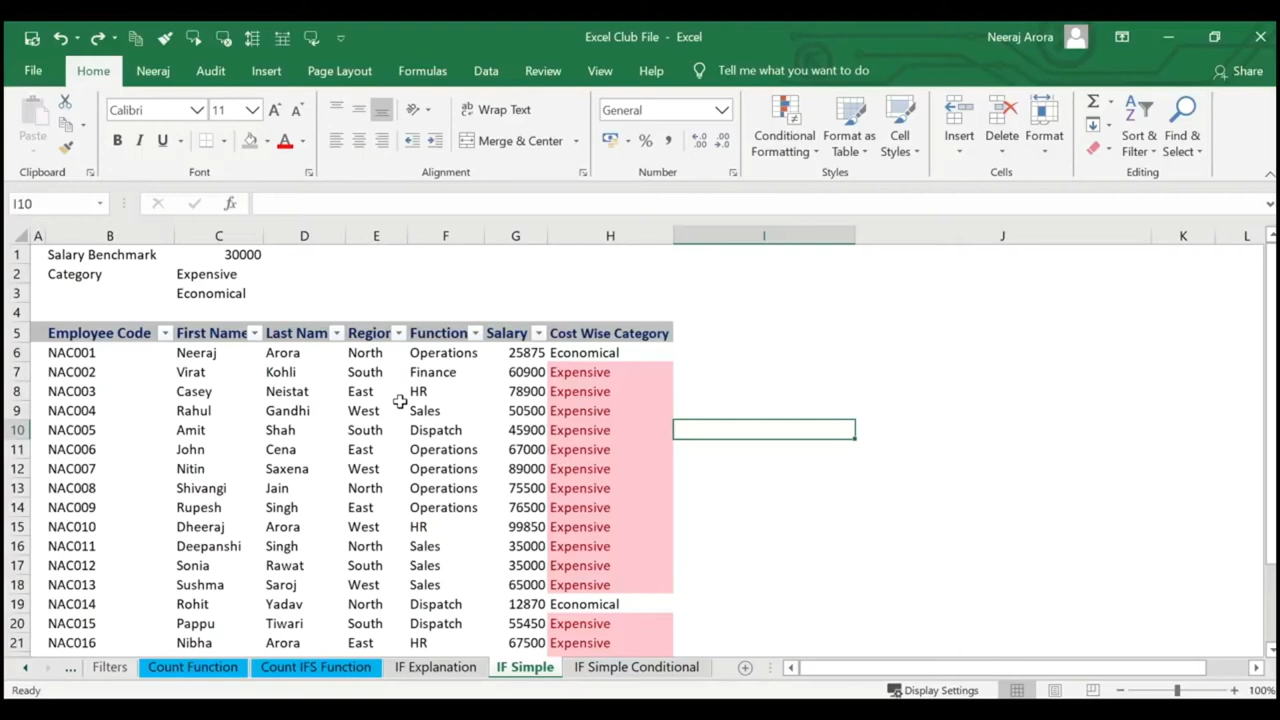 Excel Club File - Excel
Neeraj Arora
File Home Neeraj Audit Insert Page Layout Formulas Data Review View Help Tell me what you want to do Share
Paste
Calibri 11
B I U
Wrap Text
Merge & Center
General
%
Conditional Formatting
Format as Table
Cell Styles
Insert
Delete
Format
Sort & Filter
Find & Select
Clipboard Font Alignment Number Styles Cells Editing
I10 fx
A B C D E F G H I J K L
1 Salary Benchmark 30000
2 Category Expensive
3 Economical
4
5 Employee Code First Name Last Nam Region Function Salary Cost Wise Category
6 NAC001 Neeraj Arora North Operations 25875 Economical
7 NAC002 Virat Kohli South Finance 60900 Expensive
8 NAC003 Casey Neistat East HR 78900 Expensive
9 NAC004 Rahul Gandhi West Sales 50500 Expensive
10 NAC005 Amit Shah South Dispatch 45900 Expensive
11 NAC006 John Cena East Operations 67000 Expensive
12 NAC007 Nitin Saxena West Operations 89000 Expensive
13 NAC008 Shivangi Jain North Operations 75500 Expensive
14 NAC009 Rupesh Singh East Operations 76500 Expensive
15 NAC010 Dheeraj Arora West HR 99850 Expensive
16 NAC011 Deepanshi Singh North Sales 35000 Expensive
17 NAC012 Sonia Rawat South Sales 35000 Expensive
18 NAC013 Sushma Saroj West Sales 65000 Expensive
19 NAC014 Rohit Yadav North Dispatch 12870 Economical
20 NAC015 Pappu Tiwari South Dispatch 55450 Expensive
21 NAC016 Nibha Arora East HR 67500 Expensive
... Filters Count Function Count IFS Function IF Explanation IF Simple IF Simple Conditional
Ready Display Settings 100%